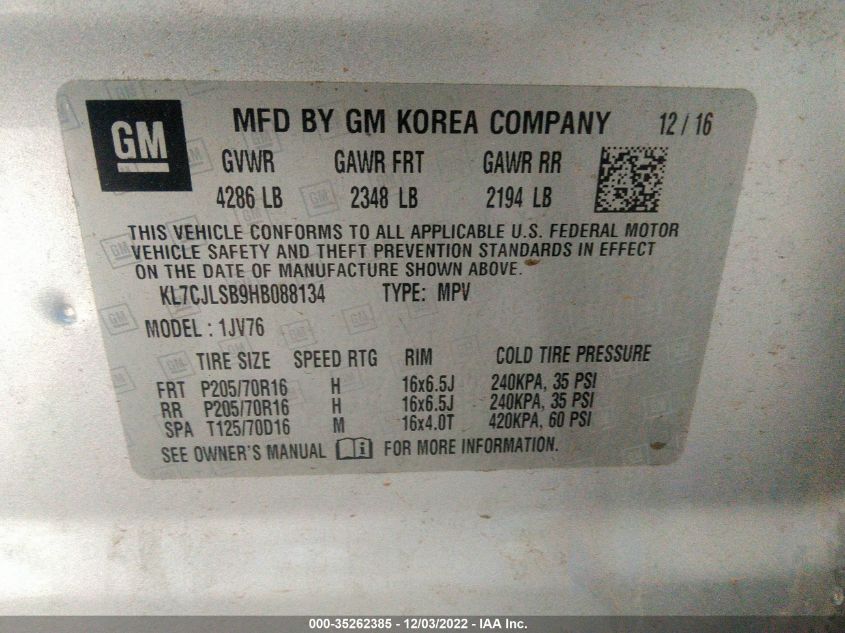 GM
MFD BY GM KOREA COMPANY 12 / 16
GVWR GAWR FRT GAWR RR
4286 LB 2348 LB 2194 LB
THIS VEHICLE CONFORMS TO ALL APPLICABLE U.S. FEDERAL MOTOR
VEHICLE SAFETY AND THEFT PREVENTION STANDARDS IN EFFECT
ON THE DATE OF MANUFACTURE SHOWN ABOVE.
KL7CJLSB9HB088134 TYPE: MPV
MODEL : 1JV76
TIRE SIZE SPEED RTG RIM COLD TIRE PRESSURE
FRT P205/70R16 H 16x6.5J 240KPA, 35 PSI
RR P205/70R16 H 16x6.5J 240KPA, 35 PSI
SPA T125/70D16 M 16x4.0T 420KPA, 60 PSI
SEE OWNER'S MANUAL i FOR MORE INFORMATION.
000-35262385 - 12/03/2022 - IAA Inc.